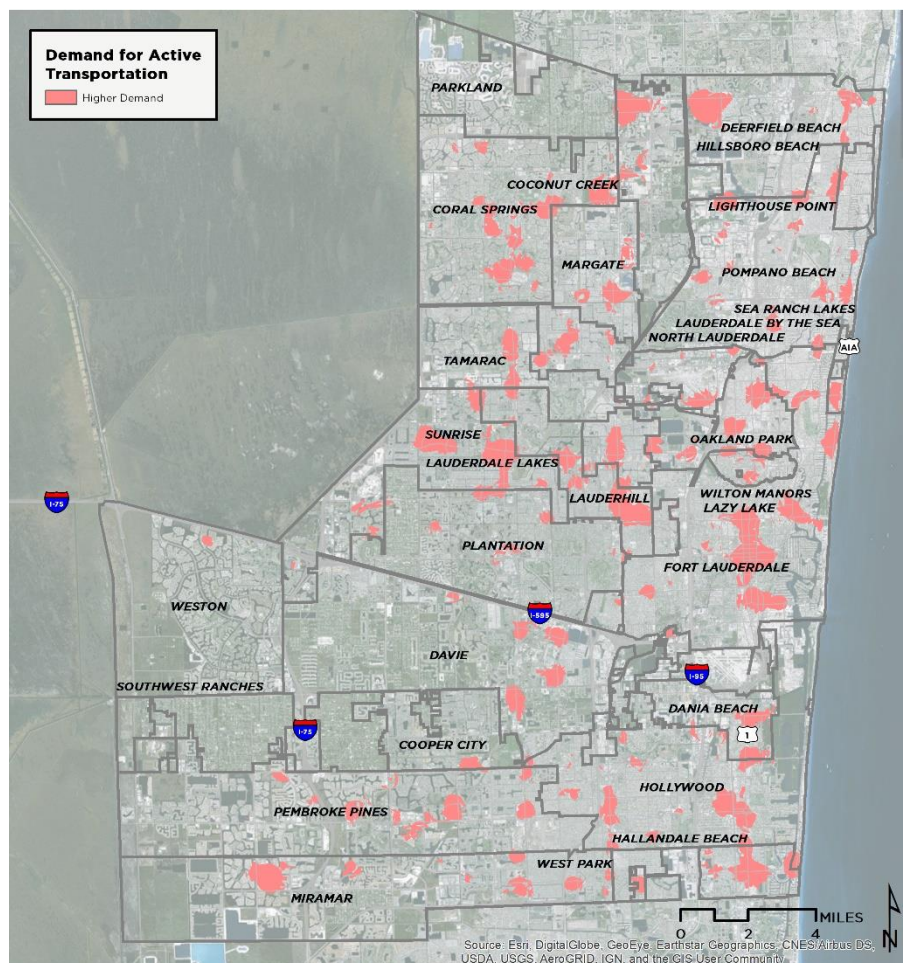 Demand for Active
Transportation
Higher Demand
PARKLAND
DEERFIELD BEACH
HILLSBORO BEACH
COCONUT CREEK
CORAL SPRINGS
LIGHTHOUSE POINT
MARGATE
POMPANO BEACH
SEA RANCH LAKES
LAUDERDALE BY THE SEA
NORTH LAUDERDALE
A1A
TAMARAC
SUNRISE
OAKLAND PARK
LAUDERDALE LAKES
I-75
LAUDERHILL
WILTON MANORS
LAZY LAKE
PLANTATION
FORT LAUDERDALE
WESTON
I-595
DAVIE
I-95
SOUTHWEST RANCHES
DANIA BEACH
I-75
1
COOPER CITY
HOLLYWOOD
PEMBROKE PINES
HALLANDALE BEACH
WEST PARK
MIRAMAR
MILES
0 2 4
N
Source: Esri, DigitalGlobe, GeoEye, Earthstar Geographics, CNES/Airbus DS,
USDA, USGS, AeroGRID, IGN, and the GIS User Community